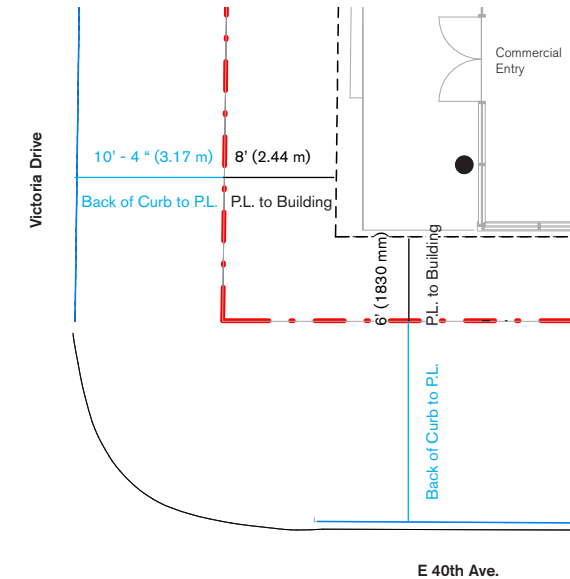 Commercial
Entry
Victoria Drive
10' - 4 “ (3.17 m)
8' (2.44 m)
Back of Curb to P.L.
P.L. to Building
6' (1830 mm)
P.L. to Building
Back of Curb to P.L.
E 40th Ave.